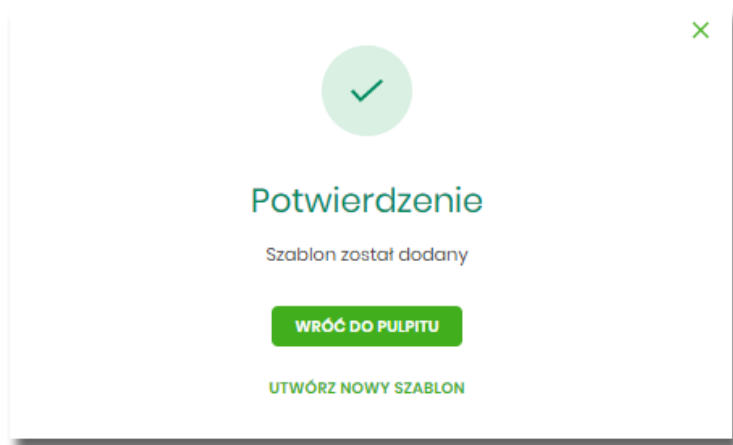 Potwierdzenie
Szablon został dodany
WRÓĆ DO PULPITU
UTWÓRZ NOWY SZABLON